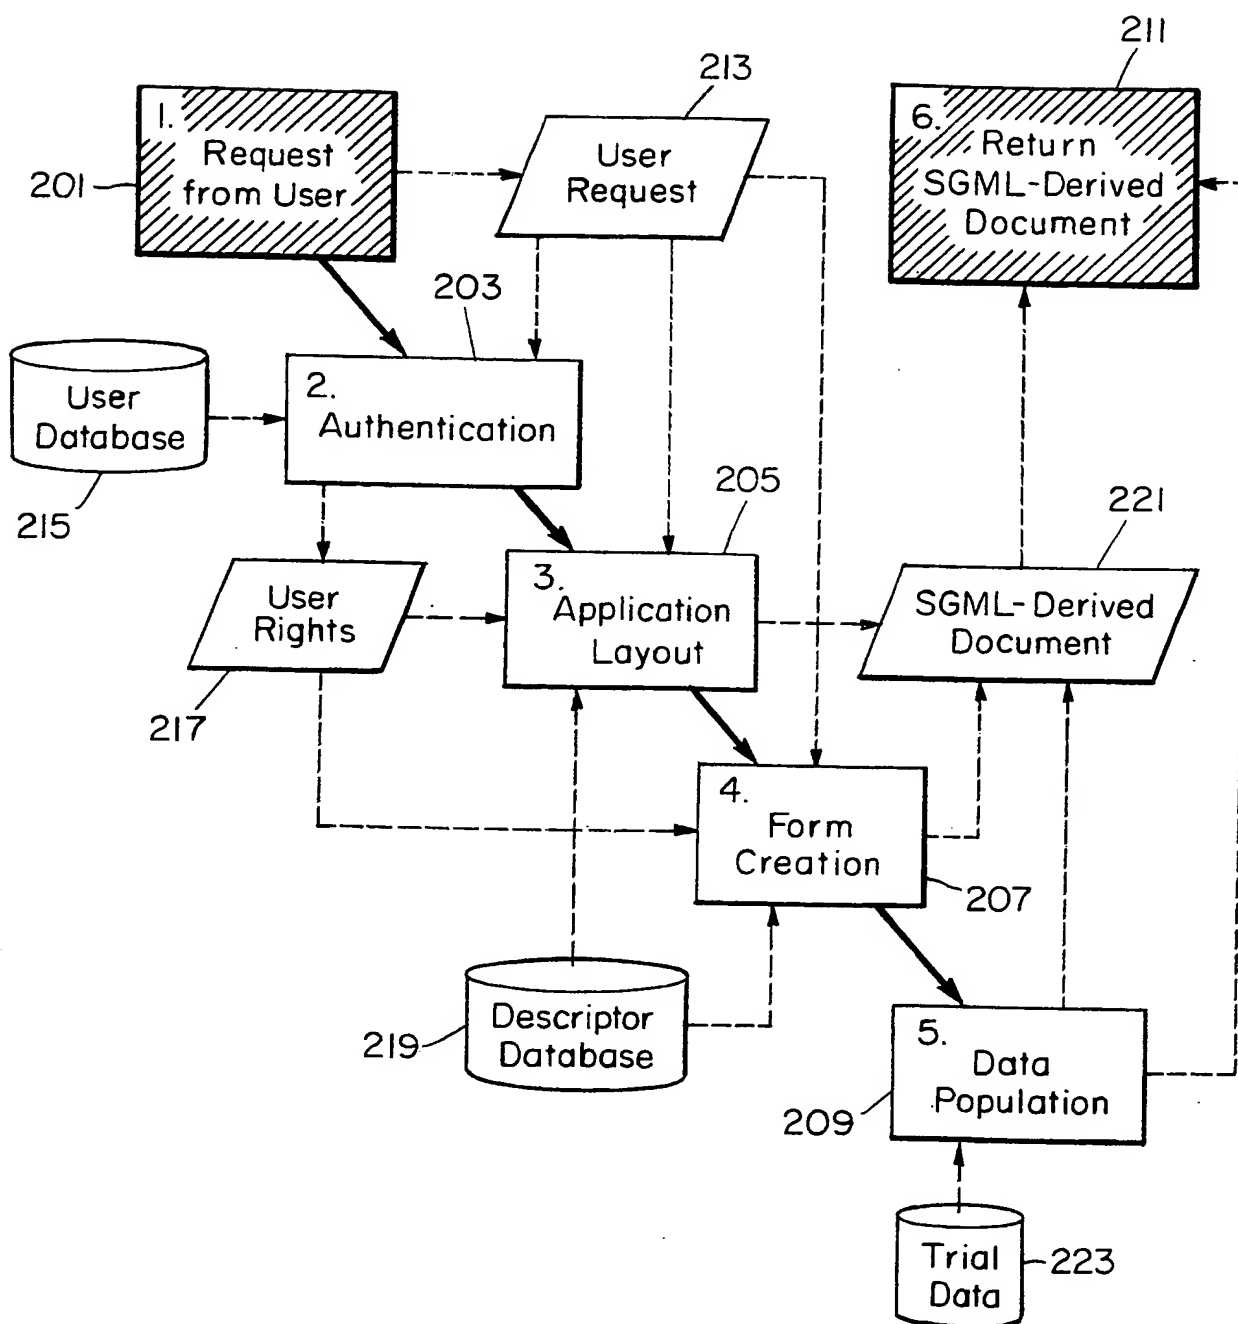 211
213
1.
Request
from User
201
User
Request
6.
Return
SGML-Derived
Document
203
User
Database
215
2.
Authentication
205
221
User
Rights
217
3.
Application
Layout
SGML-Derived
Document
4.
Form
Creation
207
Descriptor
Database
219
5.
Data
Population
209
Trial
Data
223